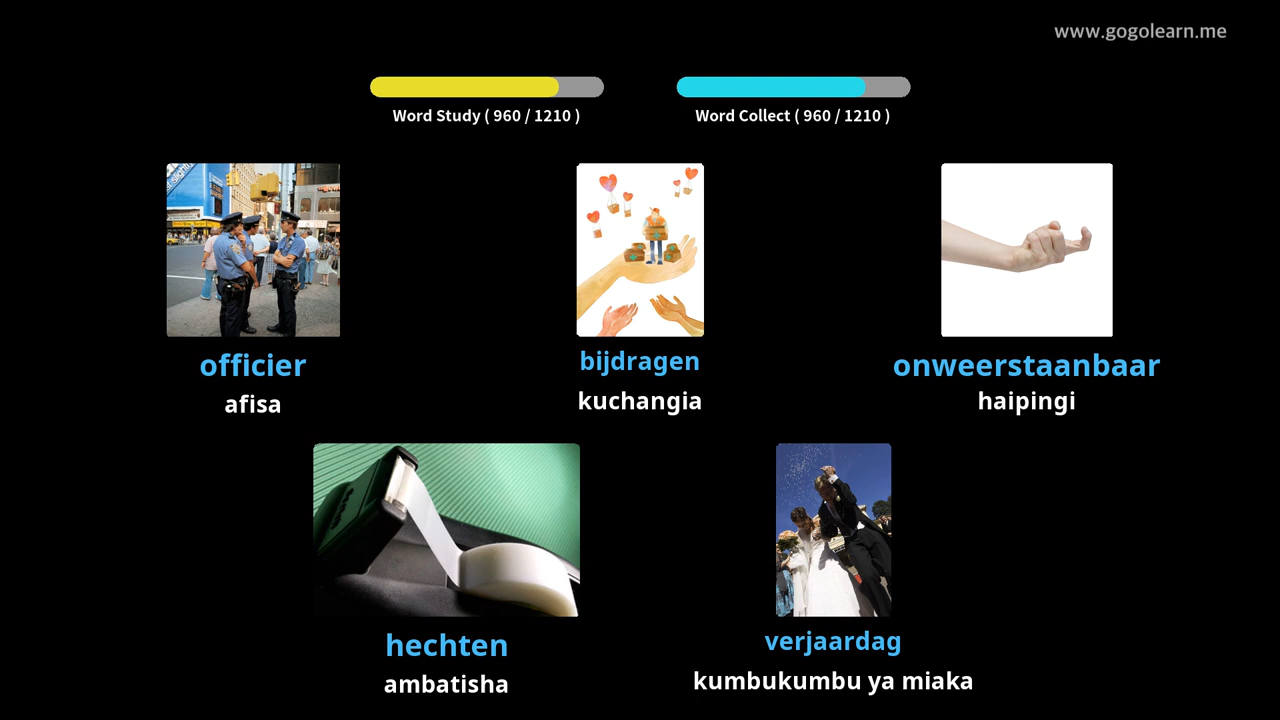 www.gogolearn.me
Word Study ( 960 / 1210 )
Word Collect ( 960 / 1210 )
officier
afisa
bijdragen
kuchangia
onweerstaanbaar
haipingi
hechten
ambatisha
verjaardag
kumbukumbu ya miaka